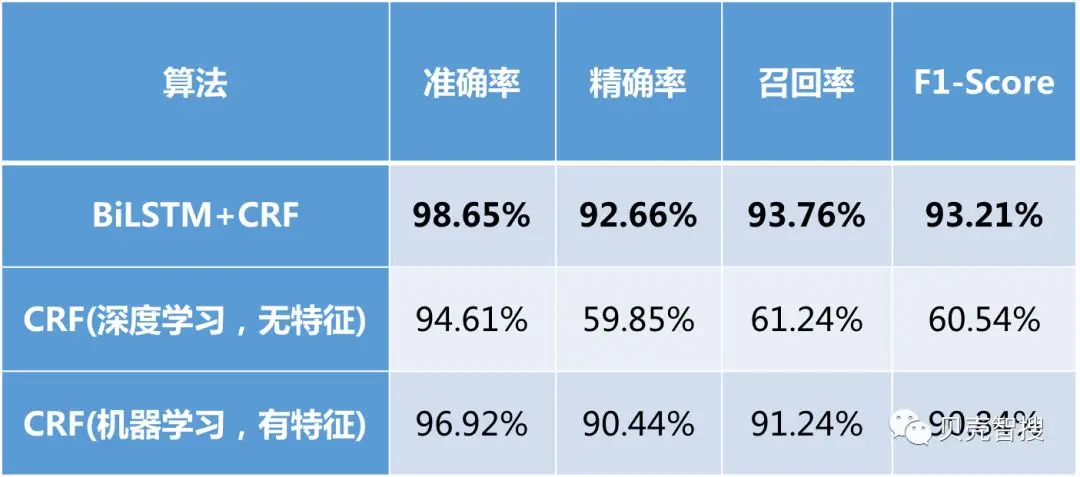 算法 准确率 精确率 召回率 F1-Score
BiLSTM+CRF 98.65% 92.66% 93.76% 93.21%
CRF(深度学习，无特征) 94.61% 59.85% 61.24% 60.54%
CRF(机器学习，有特征) 96.92% 90.44% 91.24% 90.84%
贝壳智搜